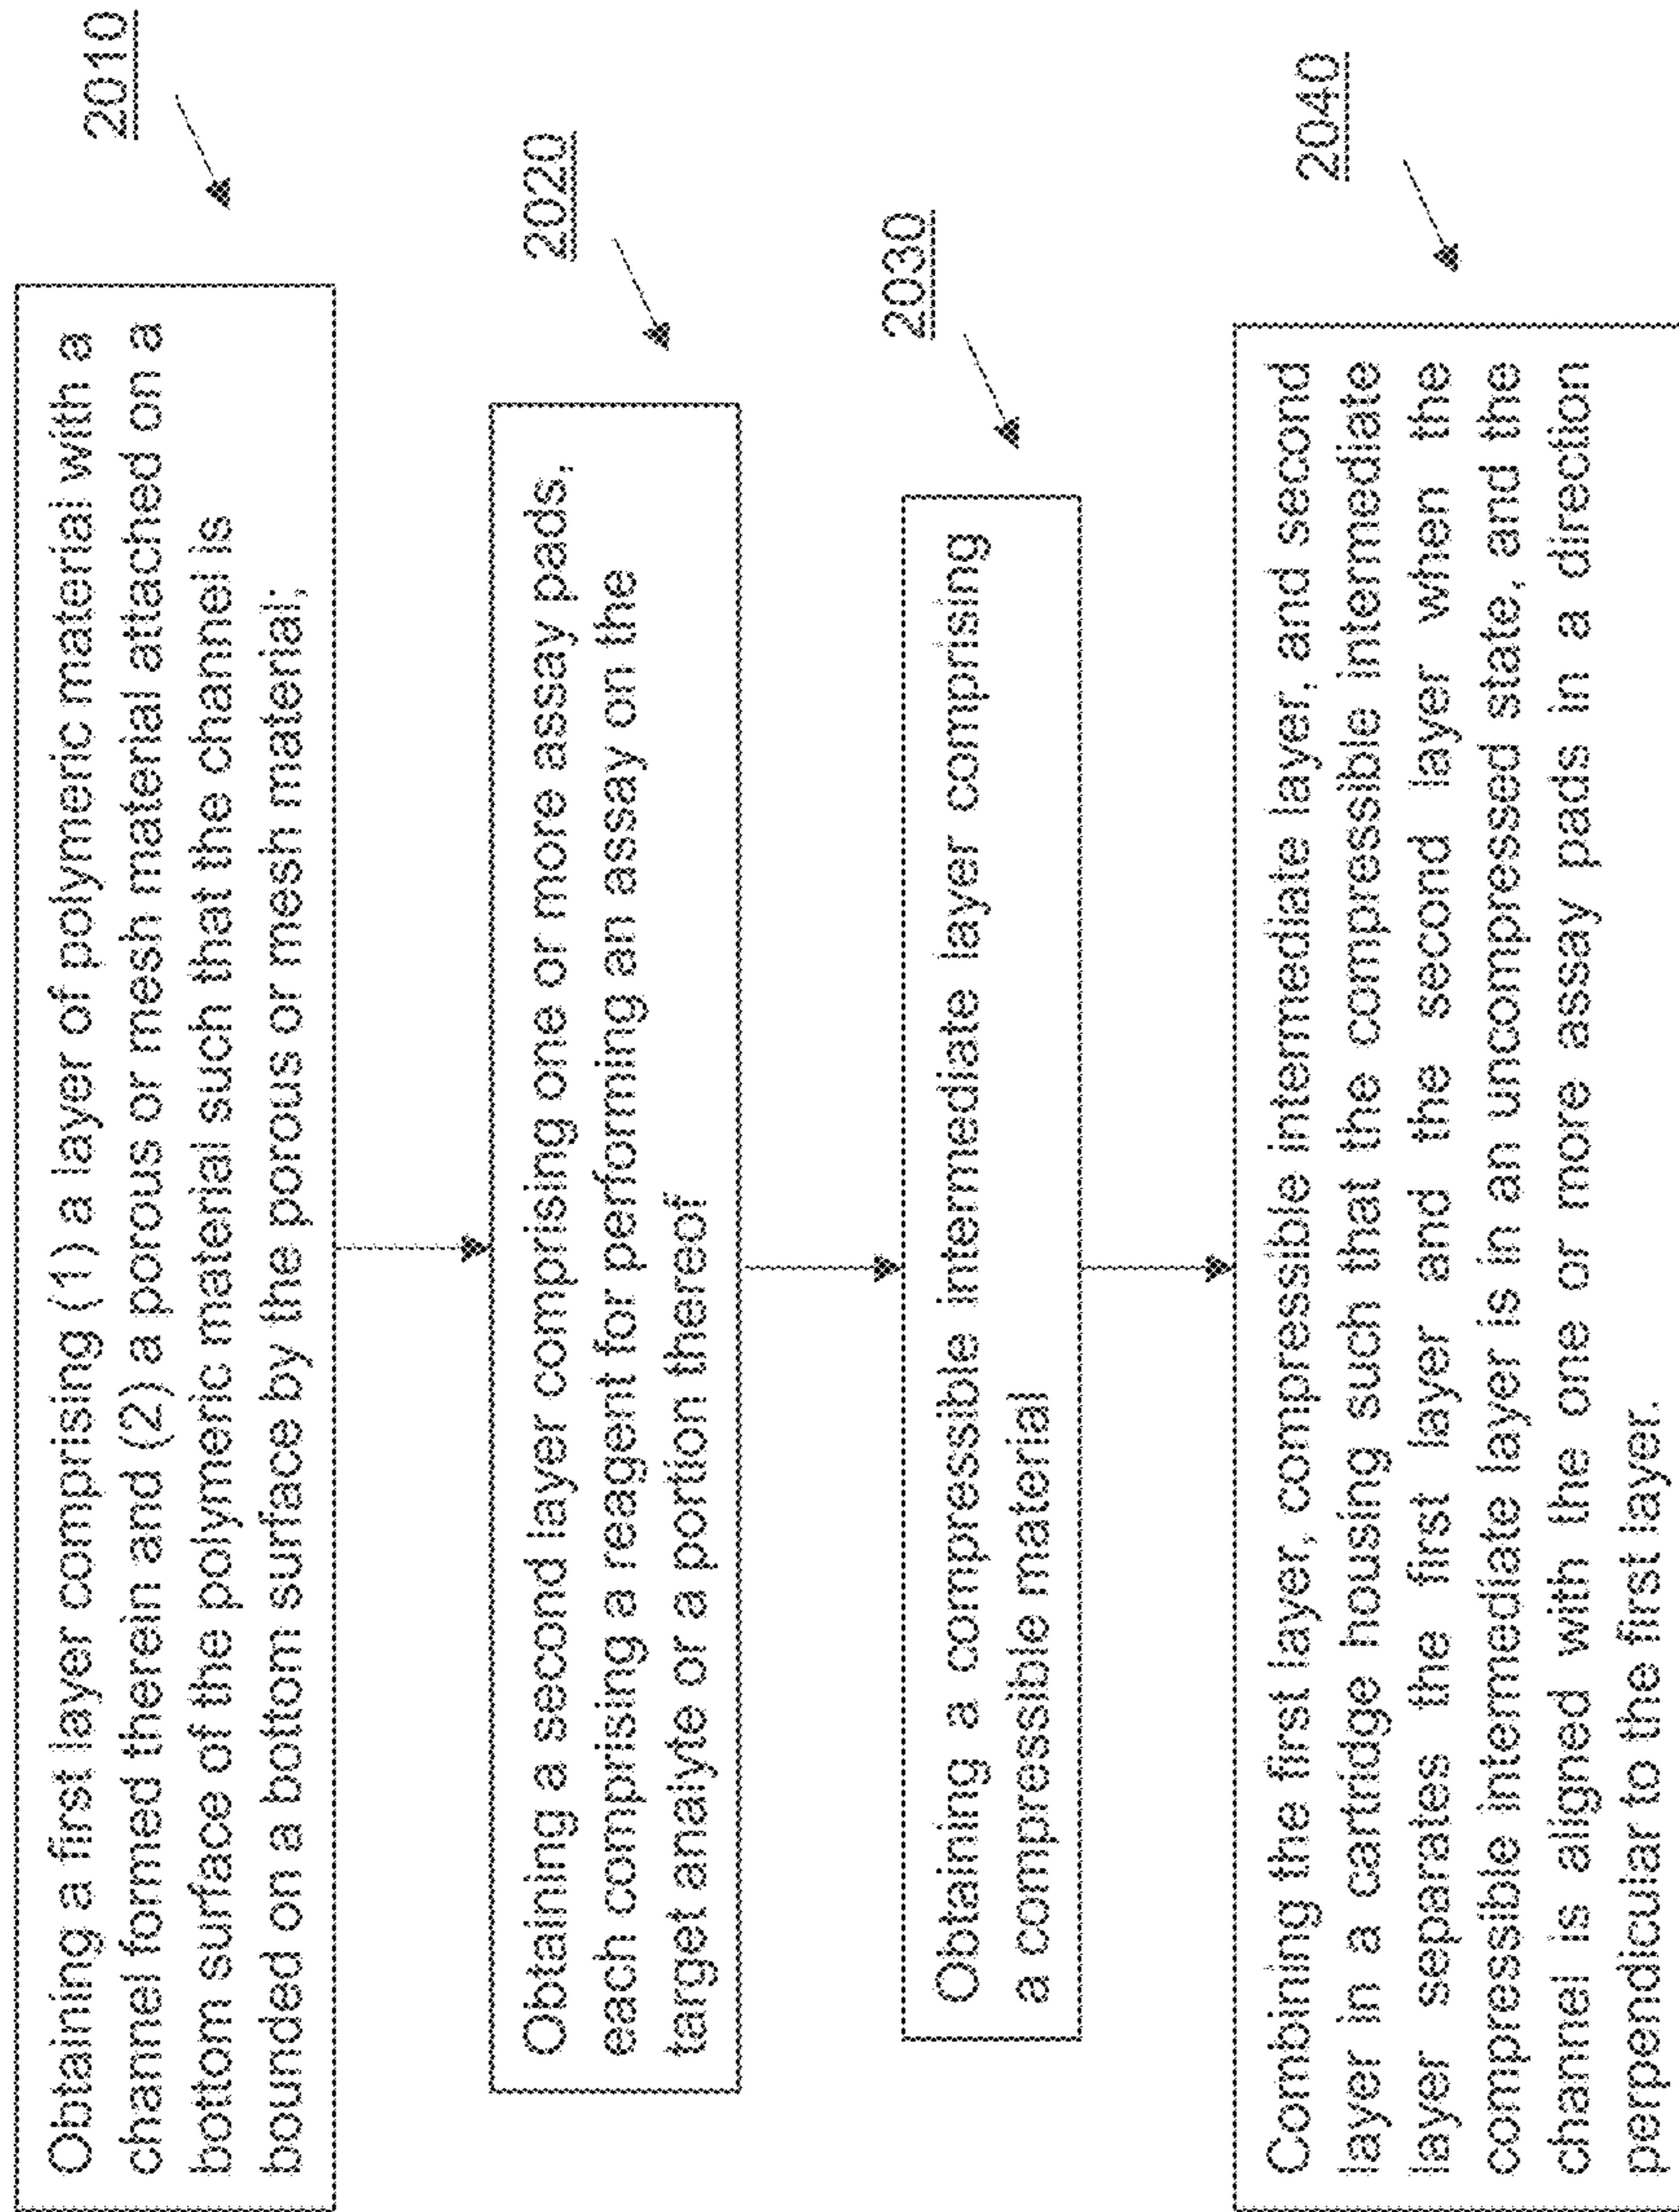 Obtaining a first layer comprising (1) a layer of polymeric material with a
channel formed therein and (2) a porous or mesh material attached on a
bottom surface of the polymeric material such that the channel is
bounded on a bottom surface by the porous or mesh material;
2010
Obtaining a second layer comprising one or more assay pads,
each comprising a reagent for performing an assay on the
target analyte or a portion thereof
2020
Obtaining a compressible intermediate layer comprising
a compressible material
2030
Combining the first layer, compressible intermediate layer, and second
layer in a cartridge housing such that the compressible intermediate
layer separates the first layer and the second layer when the
compressible intermediate layer is in an uncompressed state, and the
channel is aligned with the one or more assay pads in a direction
perpendicular to the first layer.
2040